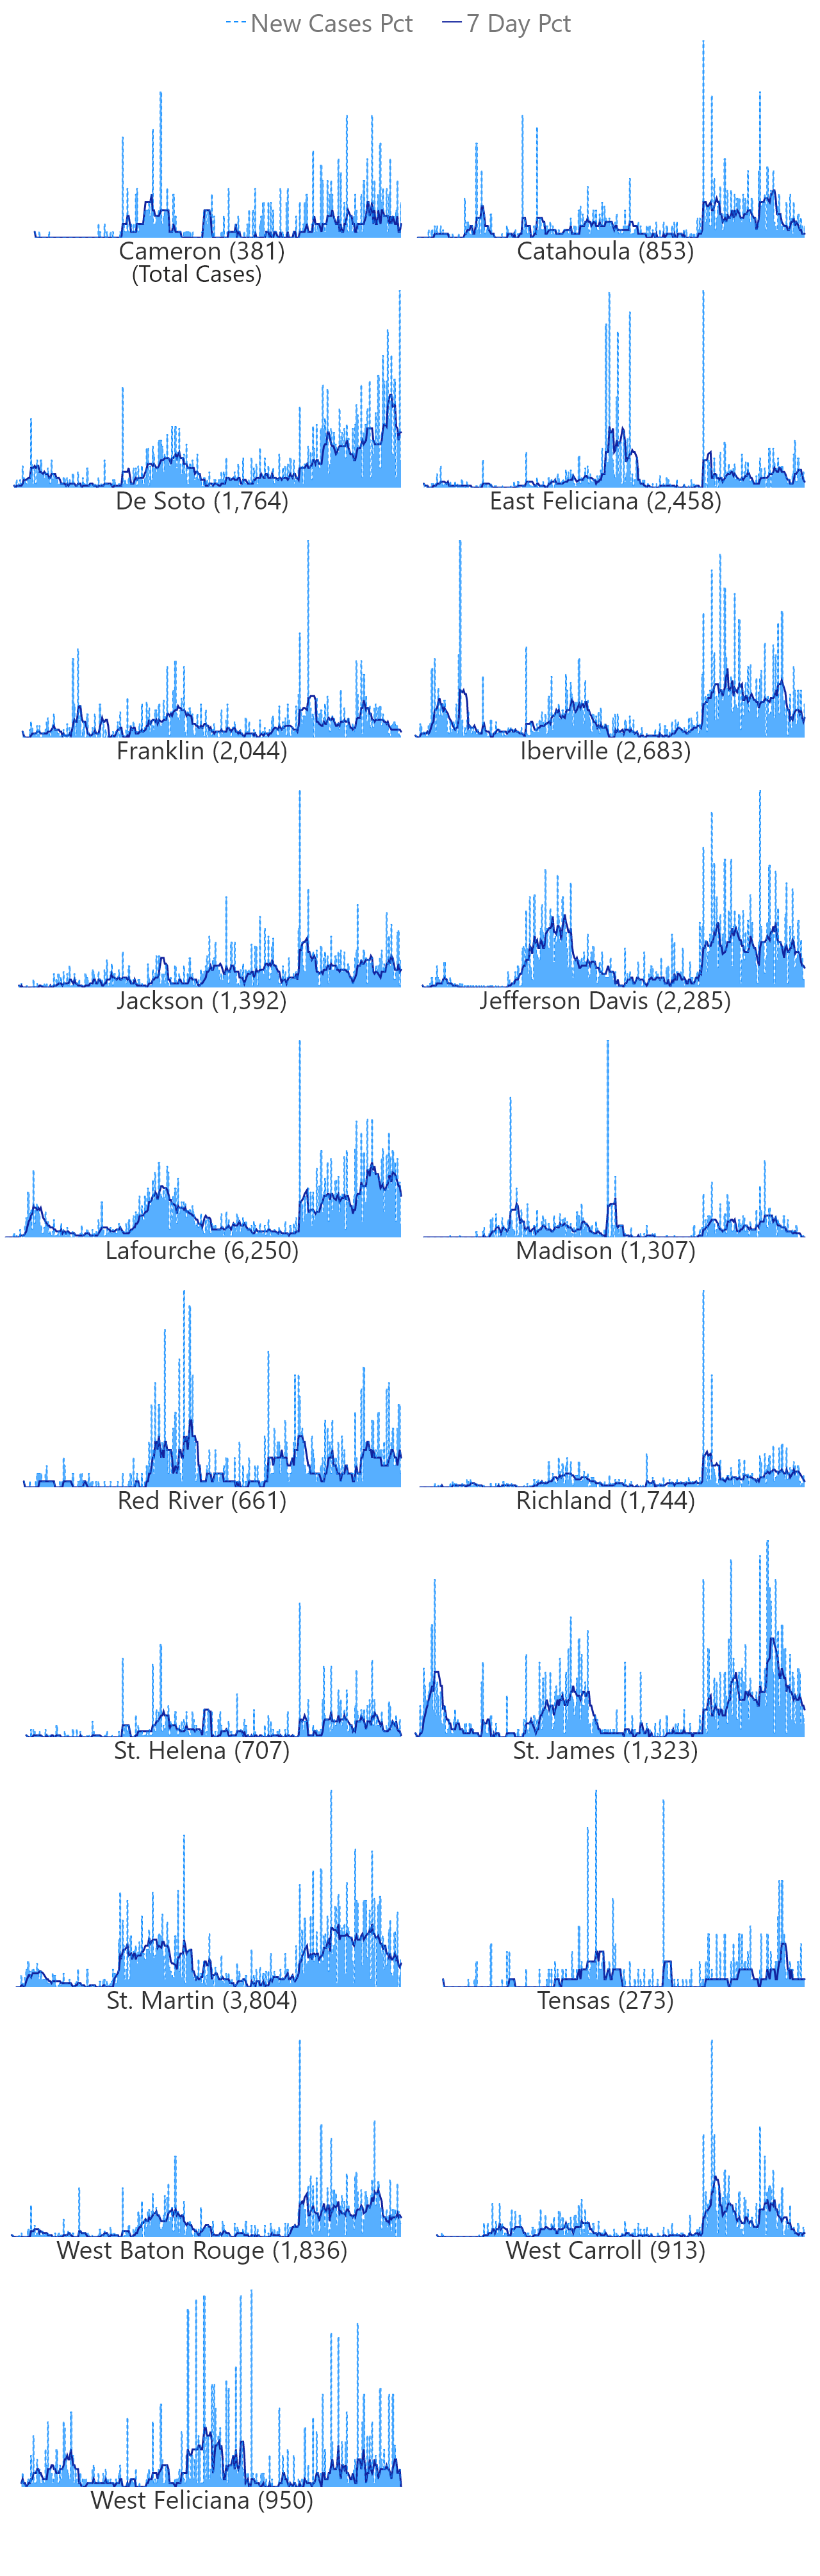 New Cases Pct 7 Day Pct
Cameron (381) Catahoula (853)
(Total Cases)
De Soto (1,764) East Feliciana (2,458)
Franklin (2,044) Iberville (2,683)
Jackson (1,392) Jefferson Davis (2,285)
Lafourche (6,250) Madison (1,307)
Red River (661) Richland (1,744)
St. Helena (707) St. James (1,323)
St. Martin (3,804) Tensas (273)
West Baton Rouge (1,836) West Carroll (913)
West Feliciana (950)